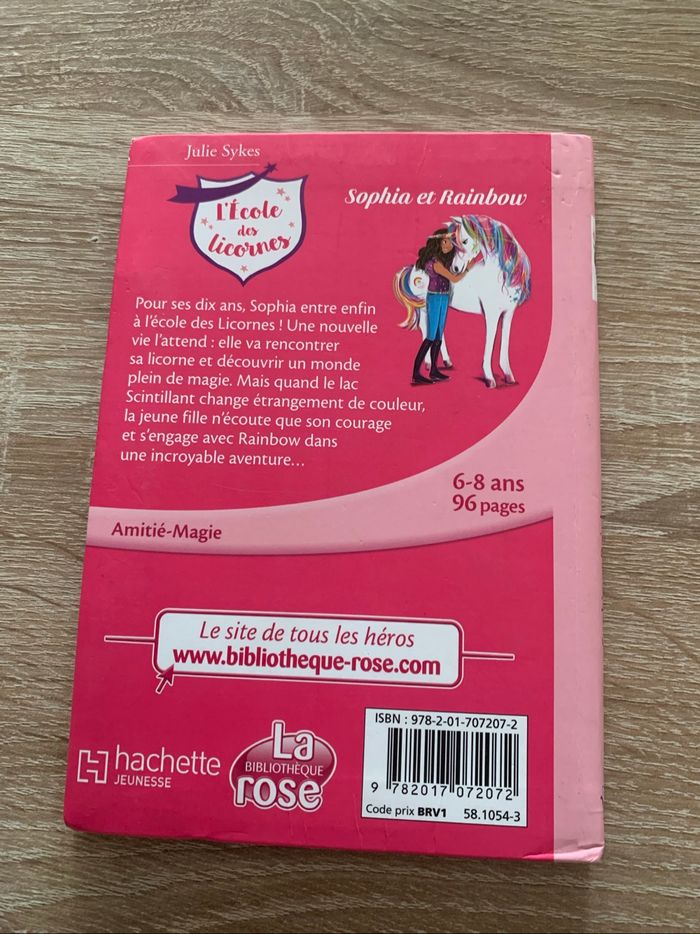 Julie Sykes
L'École
des
licornes
Sophia et Rainbow
Pour ses dix ans, Sophia entre enfin
à l'école des Licornes ! Une nouvelle
vie l'attend : elle va rencontrer
sa licorne et découvrir un monde
plein de magie. Mais quand le lac
Scintillant change étrangement de couleur,
la jeune fille n'écoute que son courage
et s'engage avec Rainbow dans
une incroyable aventure...
6-8 ans
96 pages
Amitié-Magie
Le site de tous les héros
www.bibliotheque-rose.com
hachette
JEUNESSE
La
BIBLIOTHÈQUE
rose
ISBN : 978-2-01-707207-2
9 782017 072072
Code prix BRV1 58.1054-3